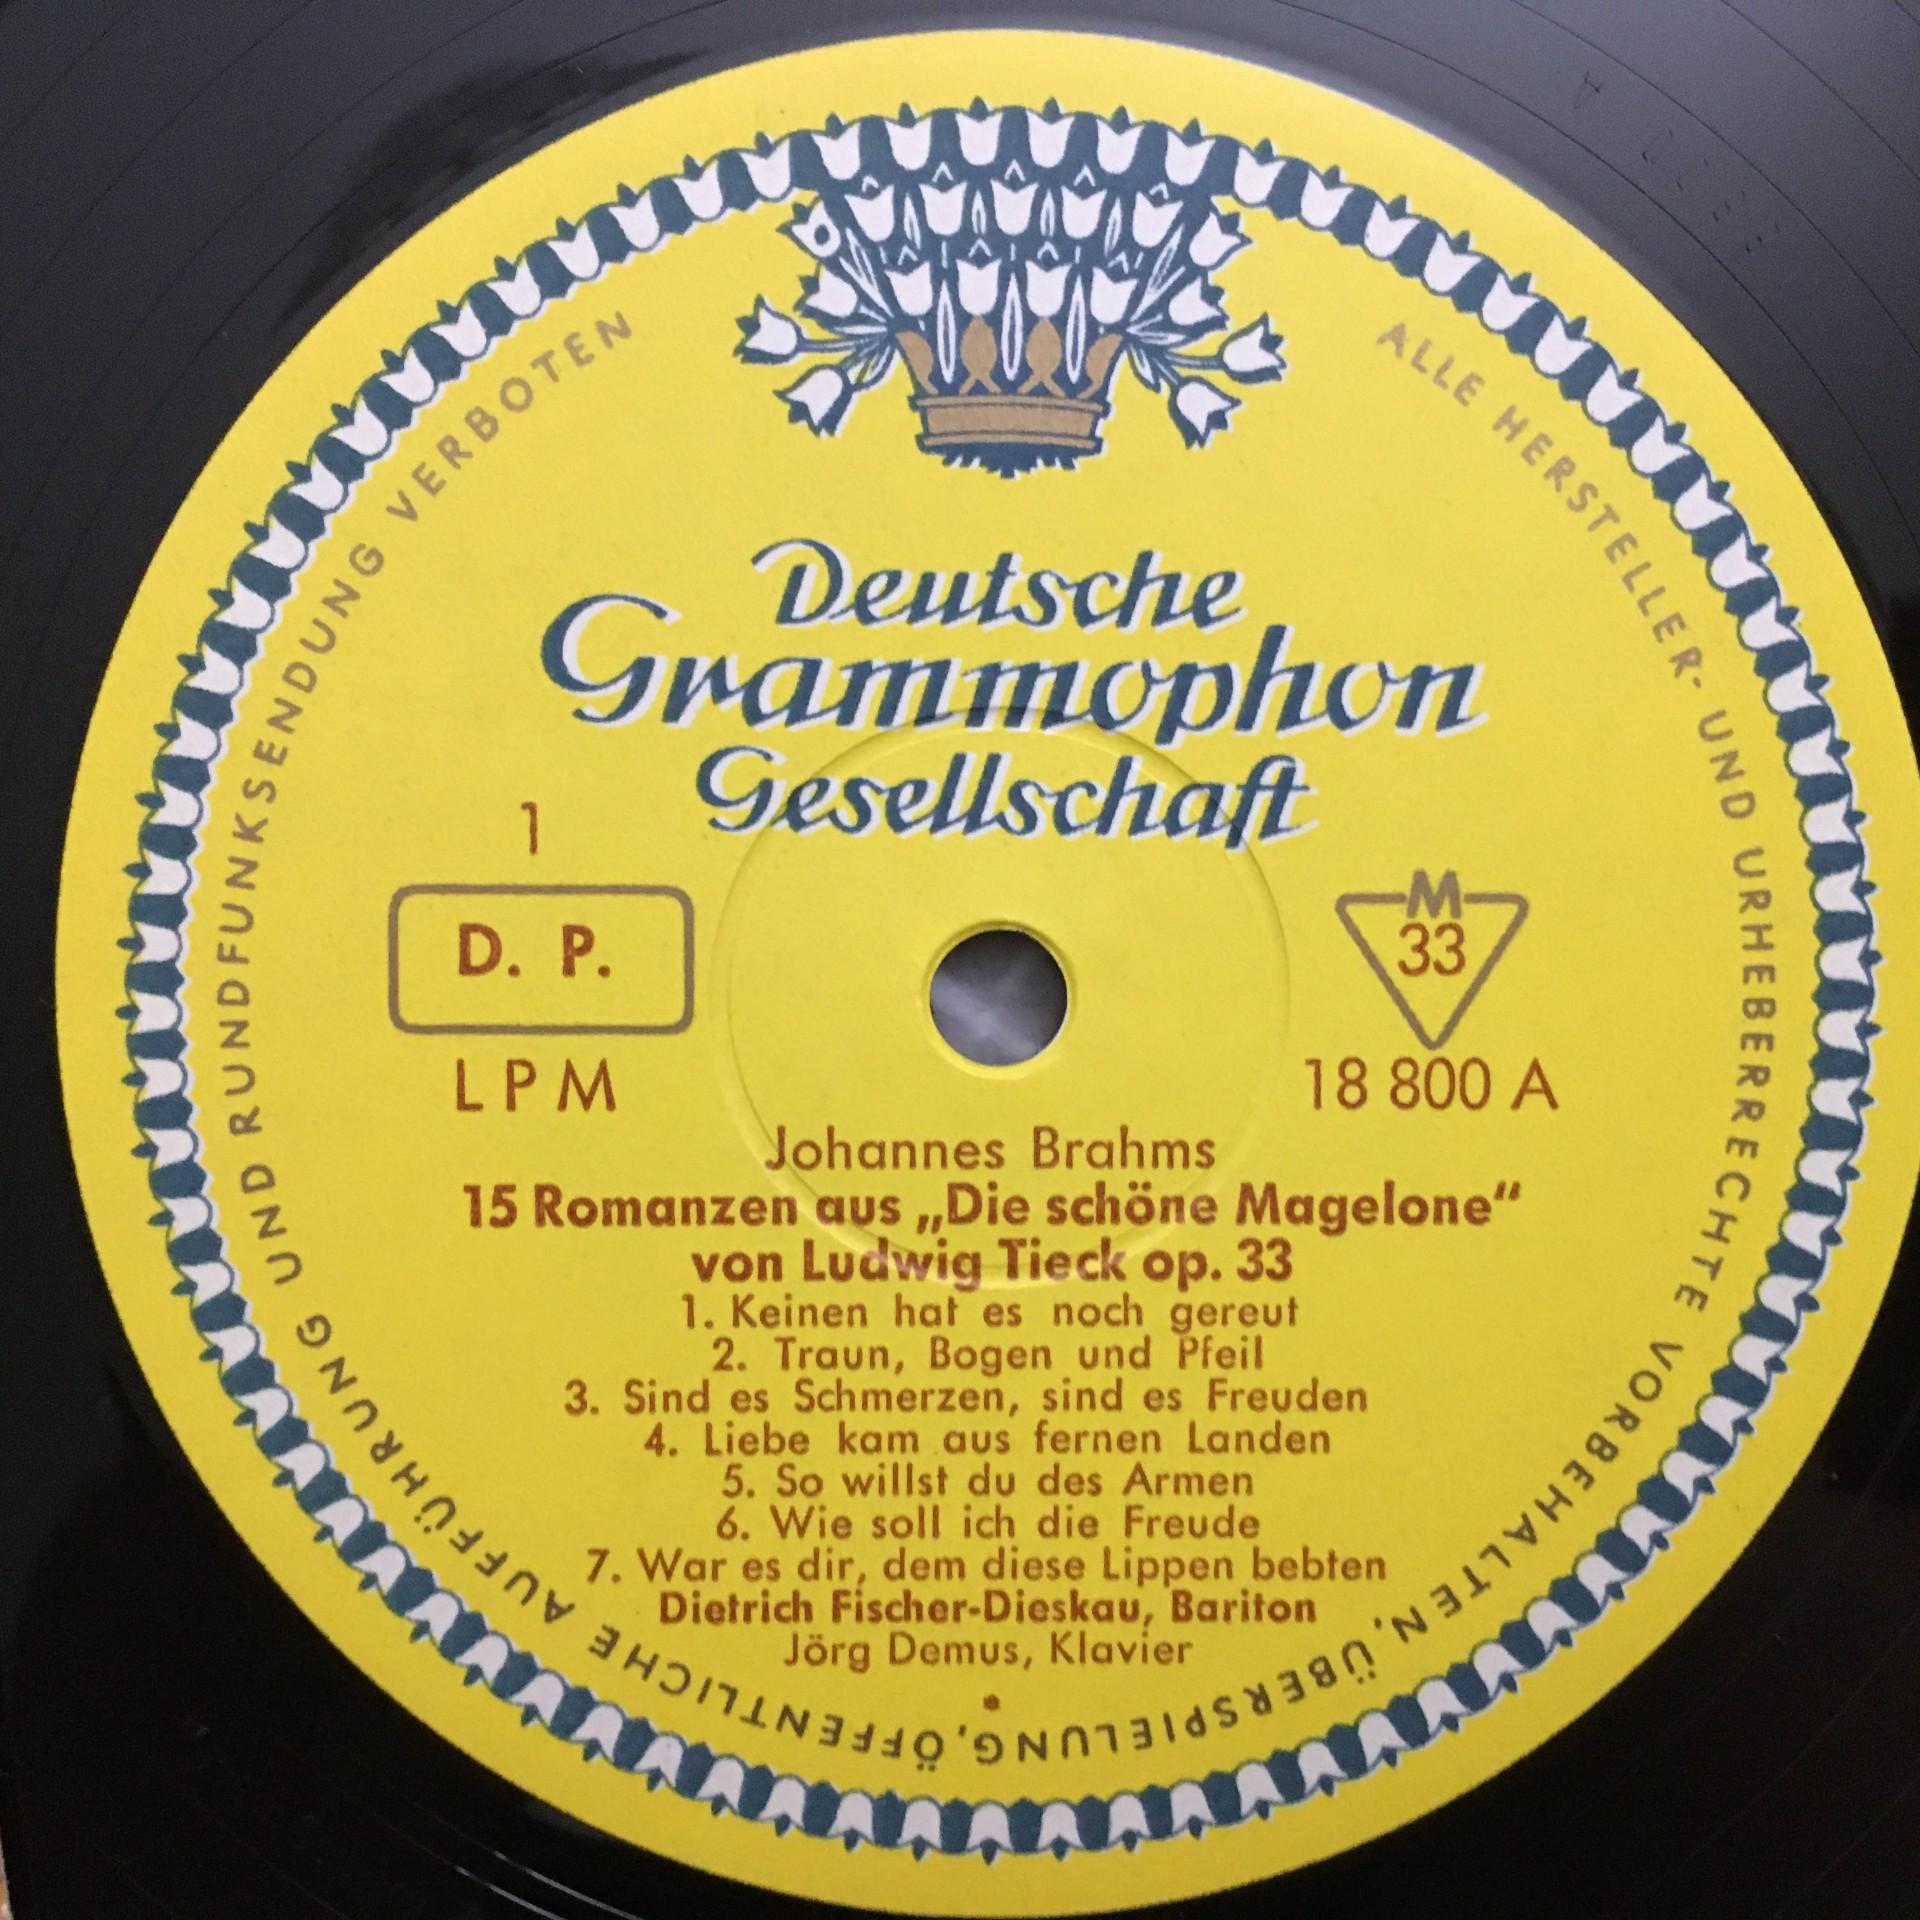 Deutsche
Grammophon
Gesellschaft
1
D. P.
LPM
M
33
18 800 A
Johannes Brahms
15 Romanzen aus „Die schöne Magelone“
von Ludwig Tieck op. 33
1. Keinen hat es noch gereut
2. Traun, Bogen und Pfeil
3. Sind es Schmerzen, sind es Freuden
4. Liebe kam aus fernen Landen
5. So willst du des Armen
6. Wie soll ich die Freude
7. War es dir, dem diese Lippen bebten
Dietrich Fischer-Dieskau, Bariton
Jörg Demus, Klavier
ALLE HERSTELLER- UND URHEBERRECHTE VORBEHALTEN, ÜBERSPIELUNG, ÖFFENTLICHE AUFFÜHRUNG UND RUNDFUNKSENDUNG VERBOTEN